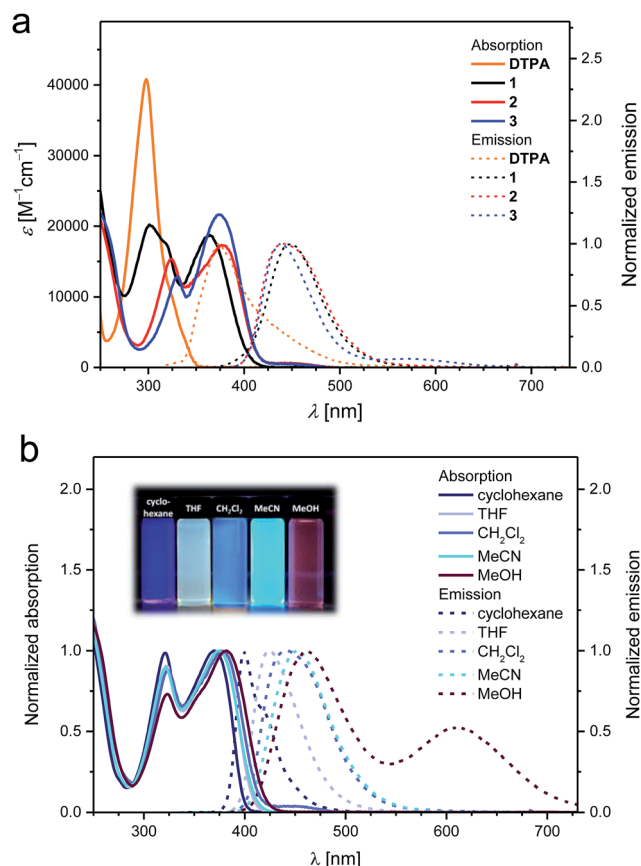 a
Absorption
DTPA
1
2
3
Emission
DTPA
1
2
3
40000
30000
20000
10000
0
ε [M⁻¹cm⁻¹]
2.5
2.0
1.5
1.0
0.5
0.0
Normalized emission
300 400 500 600 700
λ [nm]
b
cyclo-
hexane THF CH₂Cl₂ MeCN MeOH
Absorption
cyclohexane
THF
CH₂Cl₂
MeCN
MeOH
Emission
cyclohexane
THF
CH₂Cl₂
MeCN
MeOH
2.0
1.5
1.0
0.5
0.0
Normalized absorption
2.0
1.5
1.0
0.5
0.0
Normalized emission
300 400 500 600 700
λ [nm]